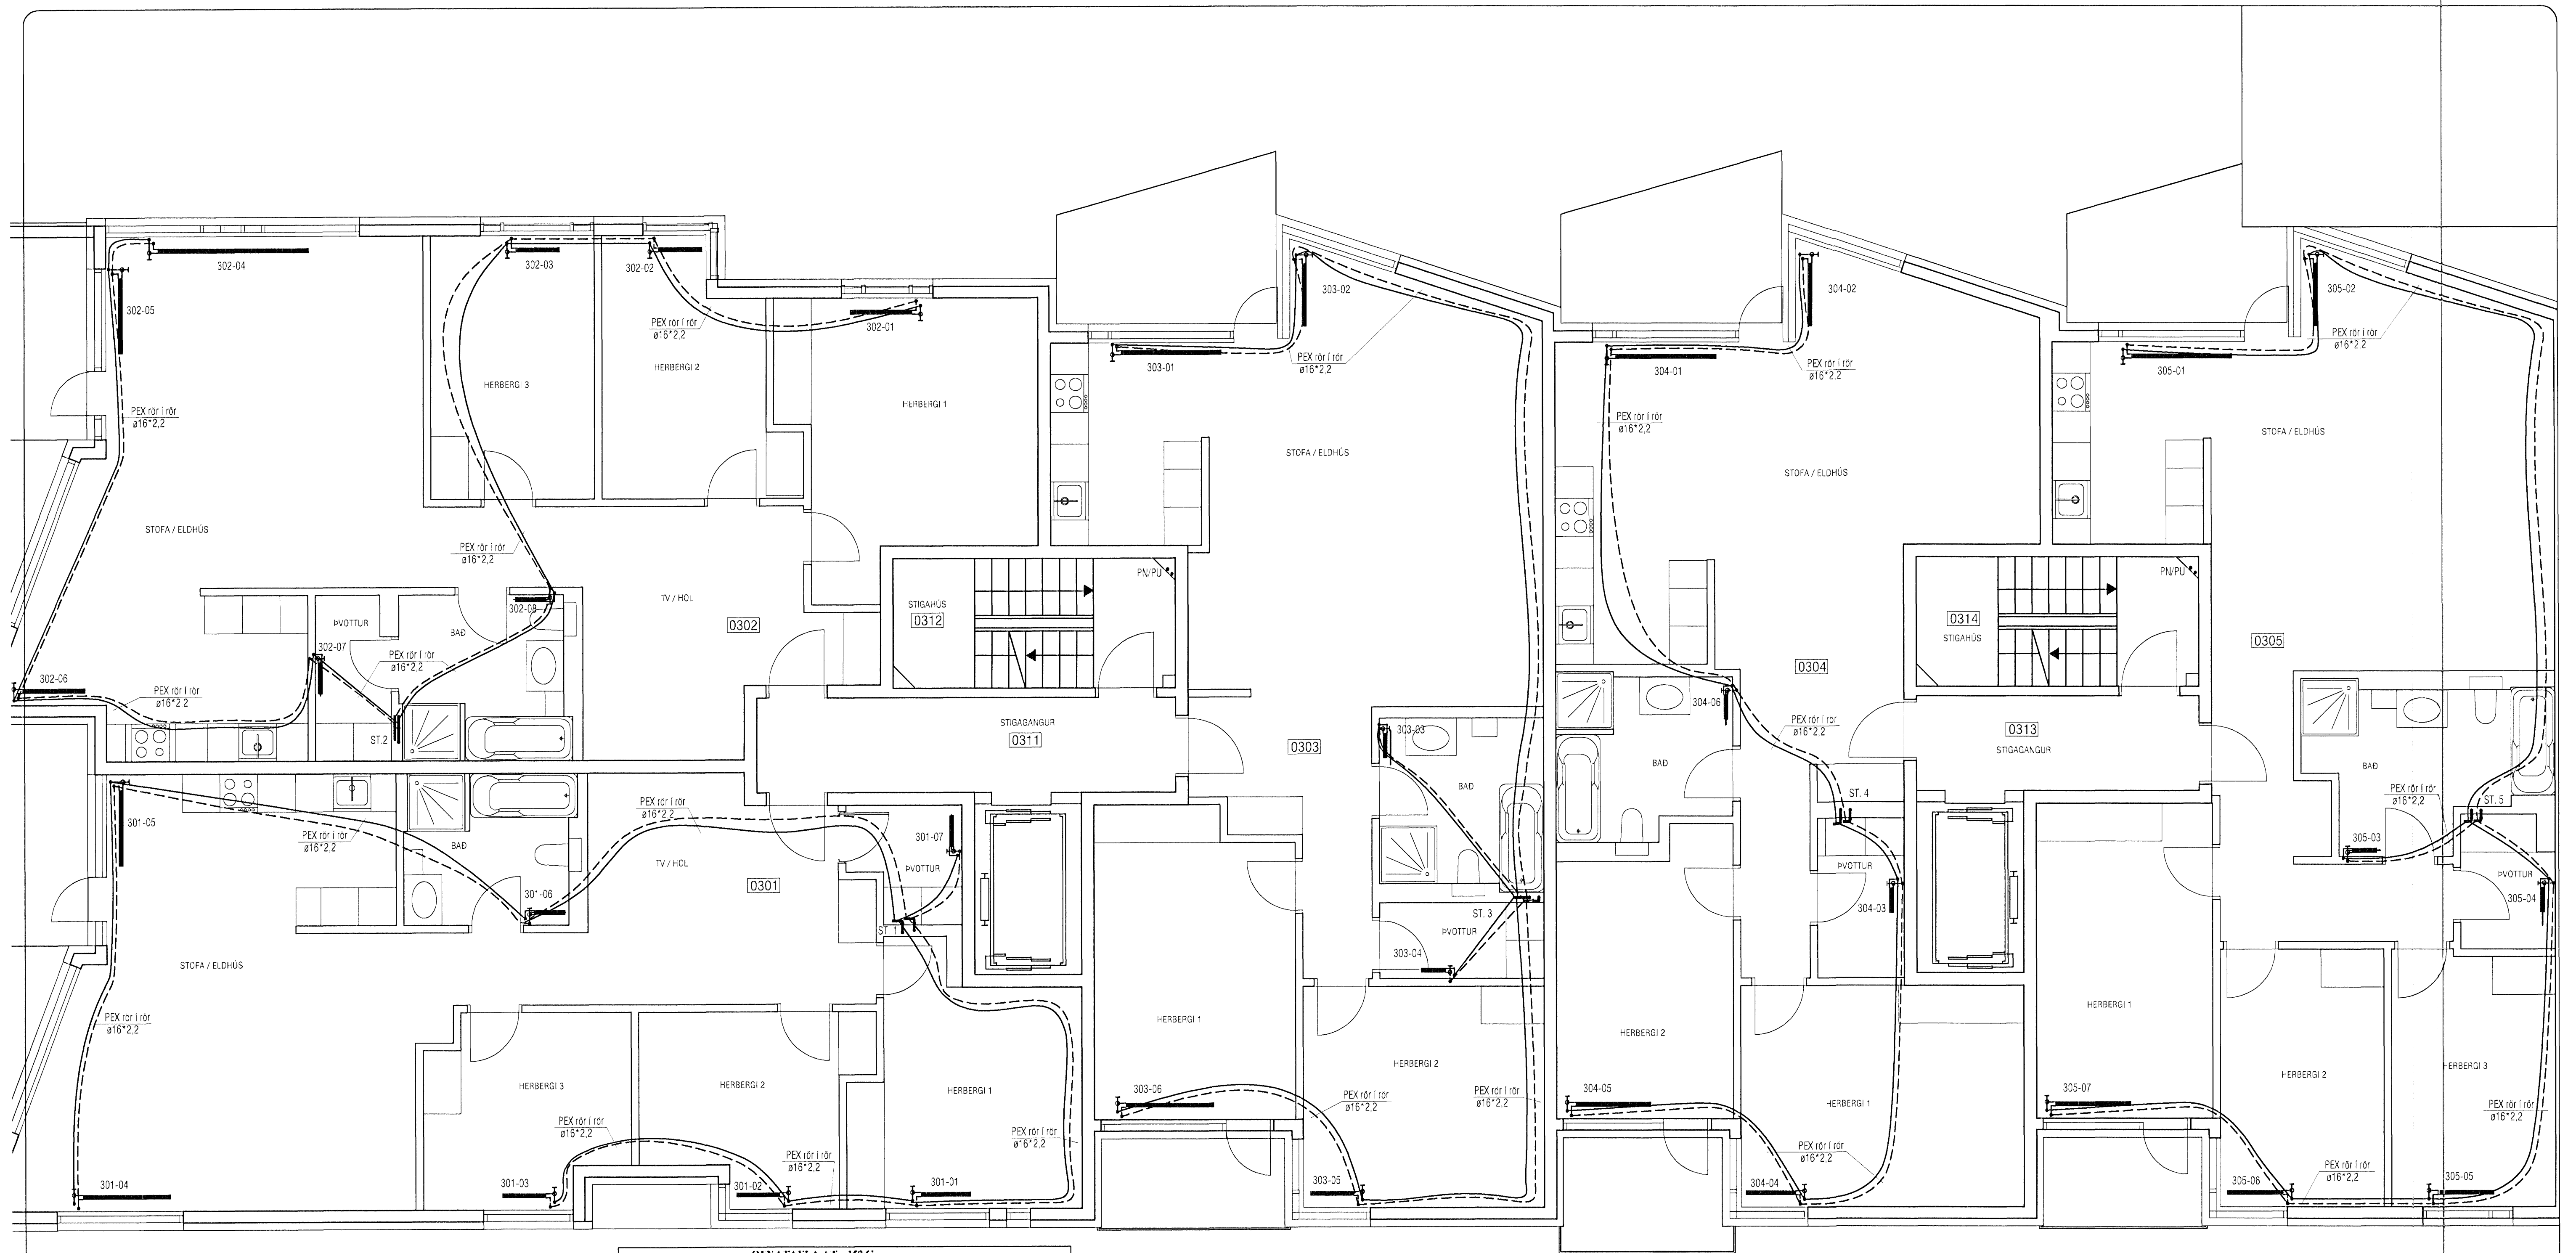 302-04
302-03
302-02
302-05
302-01
PEX rör í rör
ø16*2,2
303-02
304-02
305-02
PEX rör í rör
ø16*2,2
PEX rör í rör
ø16*2,2
PEX rör í rör
ø16*2,2
303-01
304-01
305-01
HERBERGI 3
HERBERGI 2
HERBERGI 1
PEX rör í rör
ø16*2,2
PEX rör í rör
ø16*2,2
STOFA / ELDHÚS
STOFA / ELDHÚS
STOFA / ELDHÚS
STOFA / ELDHÚS
PEX rör í rör
ø16*2,2
PN/PU
PN/PU
302-08
TV / HOL
STIGAHÚS
0312
0314
STIGAHÚS
ÞVOTTUR
BAÐ
0302
0305
302-07
PEX rör í rör
ø16*2,2
0304
302-06
PEX rör í rör
ø16*2,2
304-06
PEX rör í rör
ø16*2,2
STIGAGANGUR
0311
0303
303-03
0313
STIGAGANGUR
ST.2
BAÐ
BAÐ
BAÐ
ST. 4
PEX rör í rör
ø16*2,2
ST. 5
301-05
PEX rör í rör
ø16*2,2
PEX rör í rör
ø16*2,2
301-07
BAÐ
TV / HOL
ÞVOTTUR
0301
301-06
ST. 1
305-03
ÞVOTTUR
ÞVOTTUR
304-03
305-04
ST. 3
ÞVOTTUR
303-04
STOFA / ELDHÚS
PEX rör í rör
ø16*2,2
HERBERGI 1
HERBERGI 2
HERBERGI 1
HERBERGI 2
HERBERGI 3
HERBERGI 2
HERBERGI 1
HERBERGI 2
HERBERGI 3
303-06
PEX rör í rör
ø16*2,2
PEX rör í rör
ø16*2,2
304-05
HERBERGI 1
305-07
PEX rör í rör
ø16*2,2
PEX rör í rör
ø16*2,2
PEX rör í rör
ø16*2,2
PEX rör í rör
ø16*2,2
PEX rör í rör
ø16*2,2
PEX rör í rör
ø16*2,2
301-04
301-03
301-02
301-01
303-05
304-04
305-06
305-05